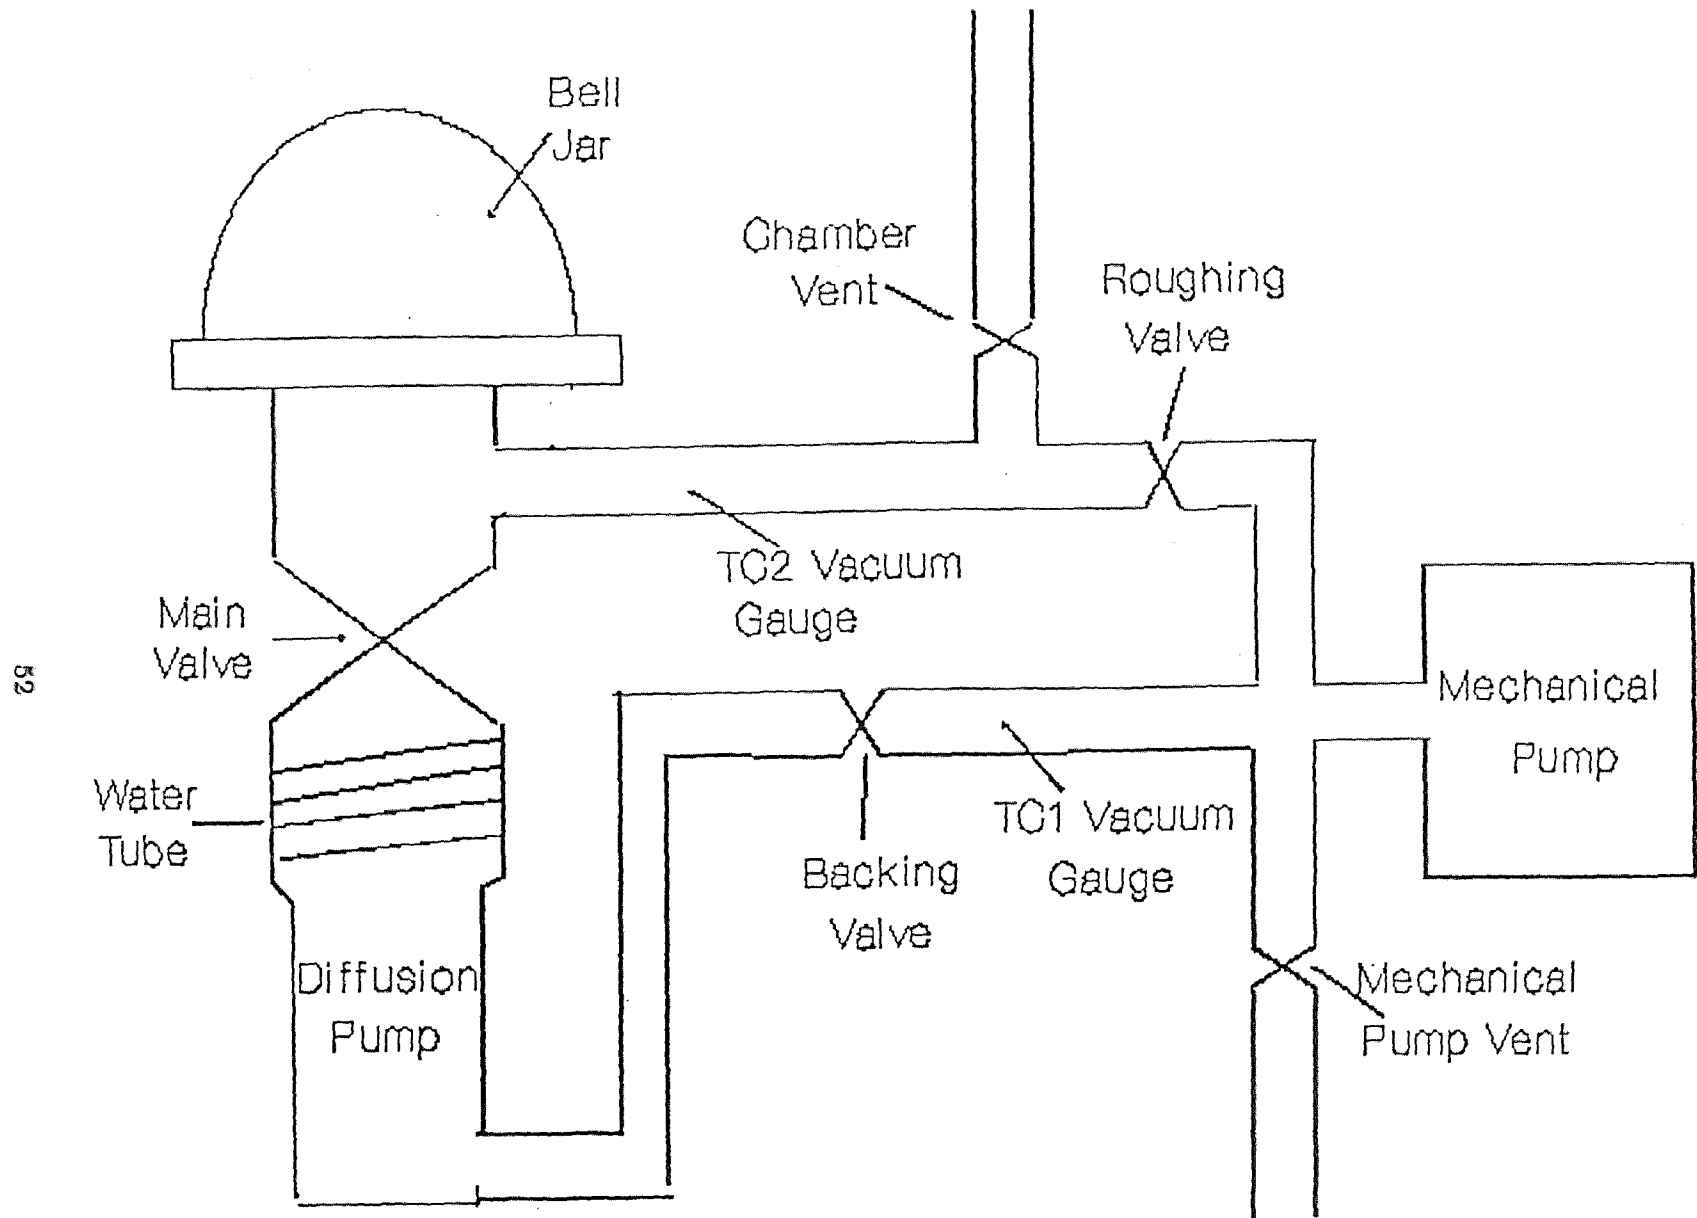 Bell
Jar
Chamber
Vent
Roughing
Valve
TC2 Vacuum
Gauge
Main
Valve
52
Mechanical
Pump
Water
Tube
TC1 Vacuum
Gauge
Backing
Valve
Diffusion
Pump
Mechanical
Pump Vent